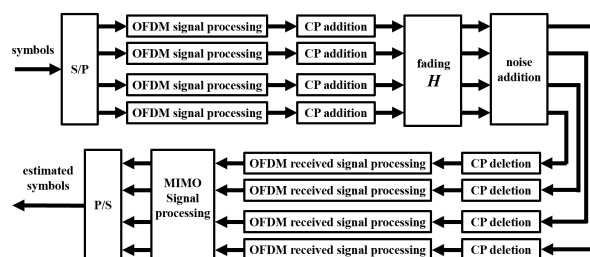 symbols
S/P
OFDM signal processing
CP addition
OFDM signal processing
CP addition
OFDM signal processing
CP addition
OFDM signal processing
CP addition
fading
H
noise
addition
estimated
symbols
P/S
MIMO
Signal
processing
OFDM received signal processing
CP deletion
OFDM received signal processing
CP deletion
OFDM received signal processing
CP deletion
OFDM received signal processing
CP deletion